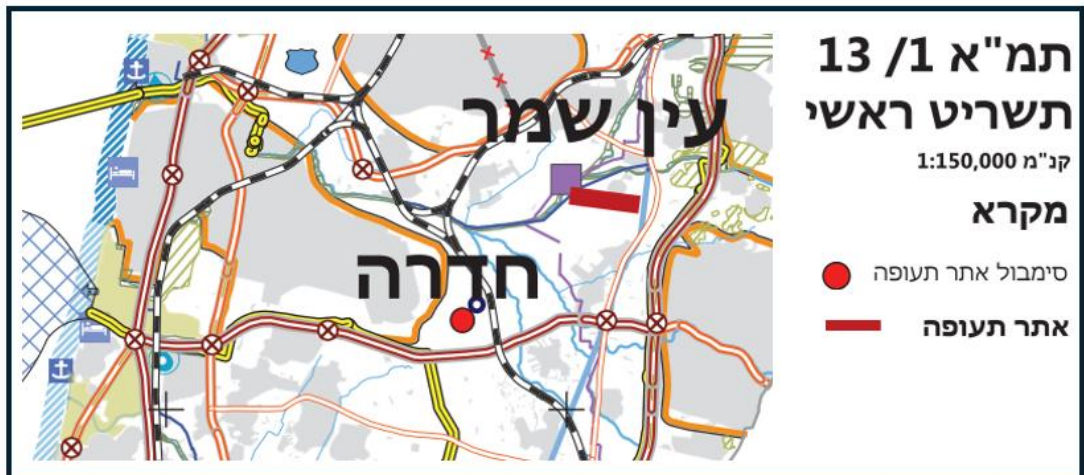 תמ"א 1/ 13
תשריט ראשי
קנ"מ 1:150,000
מקרא
סימבול אתר תעופה
אתר תעופה
עין שמר
חדרה